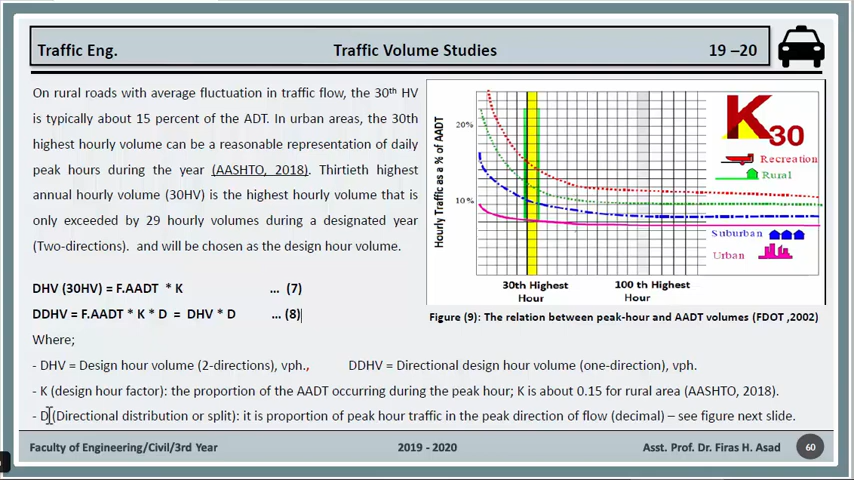 Traffic Eng. Traffic Volume Studies 19 –20
On rural roads with average fluctuation in traffic flow, the 30th HV
is typically about 15 percent of the ADT. In urban areas, the 30th
highest hourly volume can be a reasonable representation of daily
peak hours during the year (AASHTO, 2018). Thirtieth highest
annual hourly volume (30HV) is the highest hourly volume that is
only exceeded by 29 hourly volumes during a designated year
(Two-directions). and will be chosen as the design hour volume.
DHV (30HV) = F.AADT * K ... (7)
DDHV = F.AADT * K * D = DHV * D ... (8)
Where;
Hourly Traffic as a % of AADT
20%
10%
K30
Recreation
Rural
Suburban
Urban
30th Highest
Hour
100 th Highest
Hour
Figure (9): The relation between peak-hour and AADT volumes (FDOT ,2002)
- DHV = Design hour volume (2-directions), vph., DDHV = Directional design hour volume (one-direction), vph.
- K (design hour factor): the proportion of the AADT occurring during the peak hour; K is about 0.15 for rural area (AASHTO, 2018).
- D (Directional distribution or split): it is proportion of peak hour traffic in the peak direction of flow (decimal) – see figure next slide.
Faculty of Engineering/Civil/3rd Year 2019 - 2020 Asst. Prof. Dr. Firas H. Asad 60